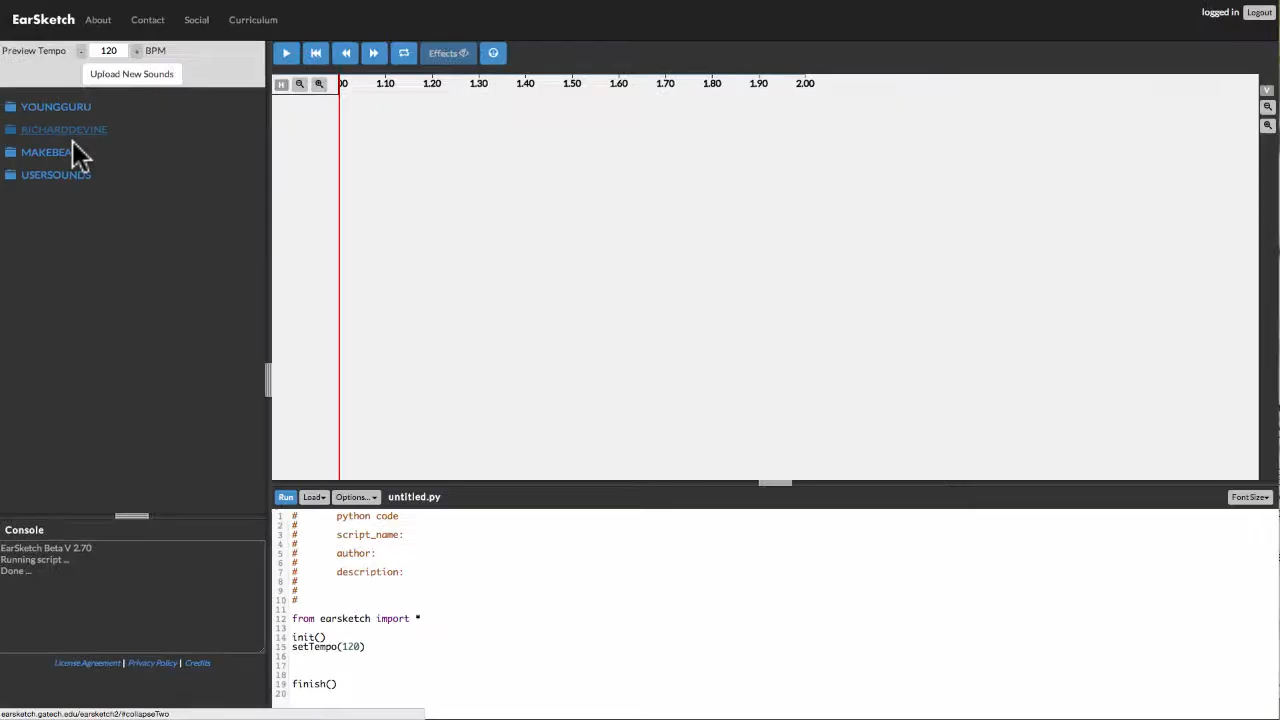 EarSketch About Contact Social Curriculum logged in Logout
Preview Tempo - 120 + BPM
Upload New Sounds
Effects
H 00 1.10 1.20 1.30 1.40 1.50 1.60 1.70 1.80 1.90 2.00
V
YOUNGGURU
RICHARDDEVINE
MAKEBEA
USERSOUNDS
Run Load Options... untitled.py Font Size
1 # python code
2 #
3 # script_name:
4 #
5 # author:
6 #
7 # description:
8 #
9 #
10 #
11
12 from earsketch import *
13
14 init()
15 setTempo(120)
16
17
18
19 finish()
20
Console
EarSketch Beta V 2.70
Running script ...
Done ...
License Agreement | Privacy Policy | Credits
earsketch.gatech.edu/earsketch2/#collapseTwo